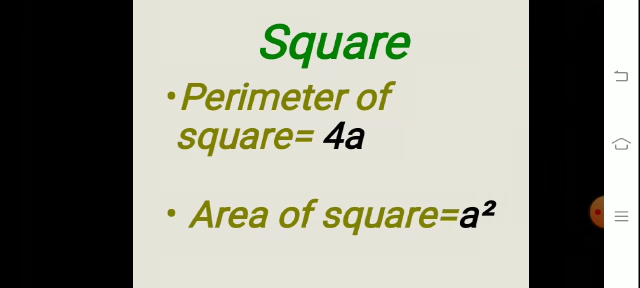 Square
•Perimeter of
square= 4a
• Area of square=a²